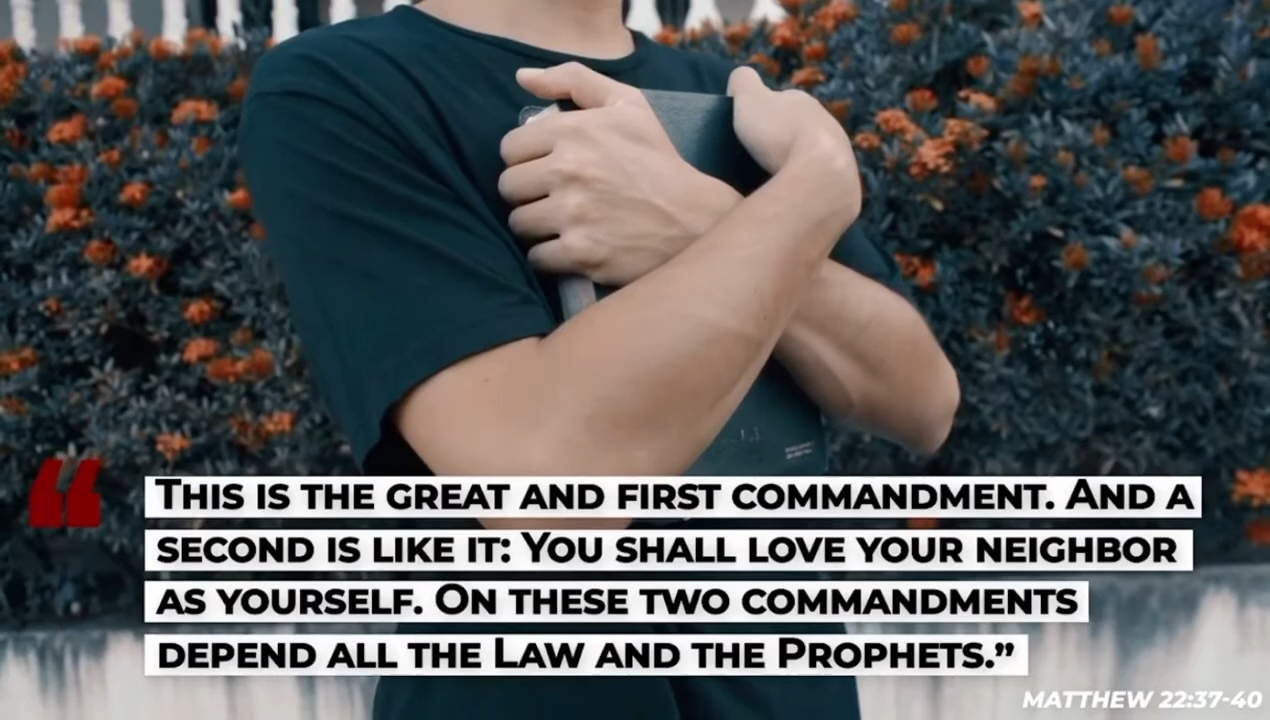 “
This is the great and first commandment. And a
second is like it: You shall love your neighbor
as yourself. On these two commandments
depend all the Law and the Prophets.”
MATTHEW 22:37-40